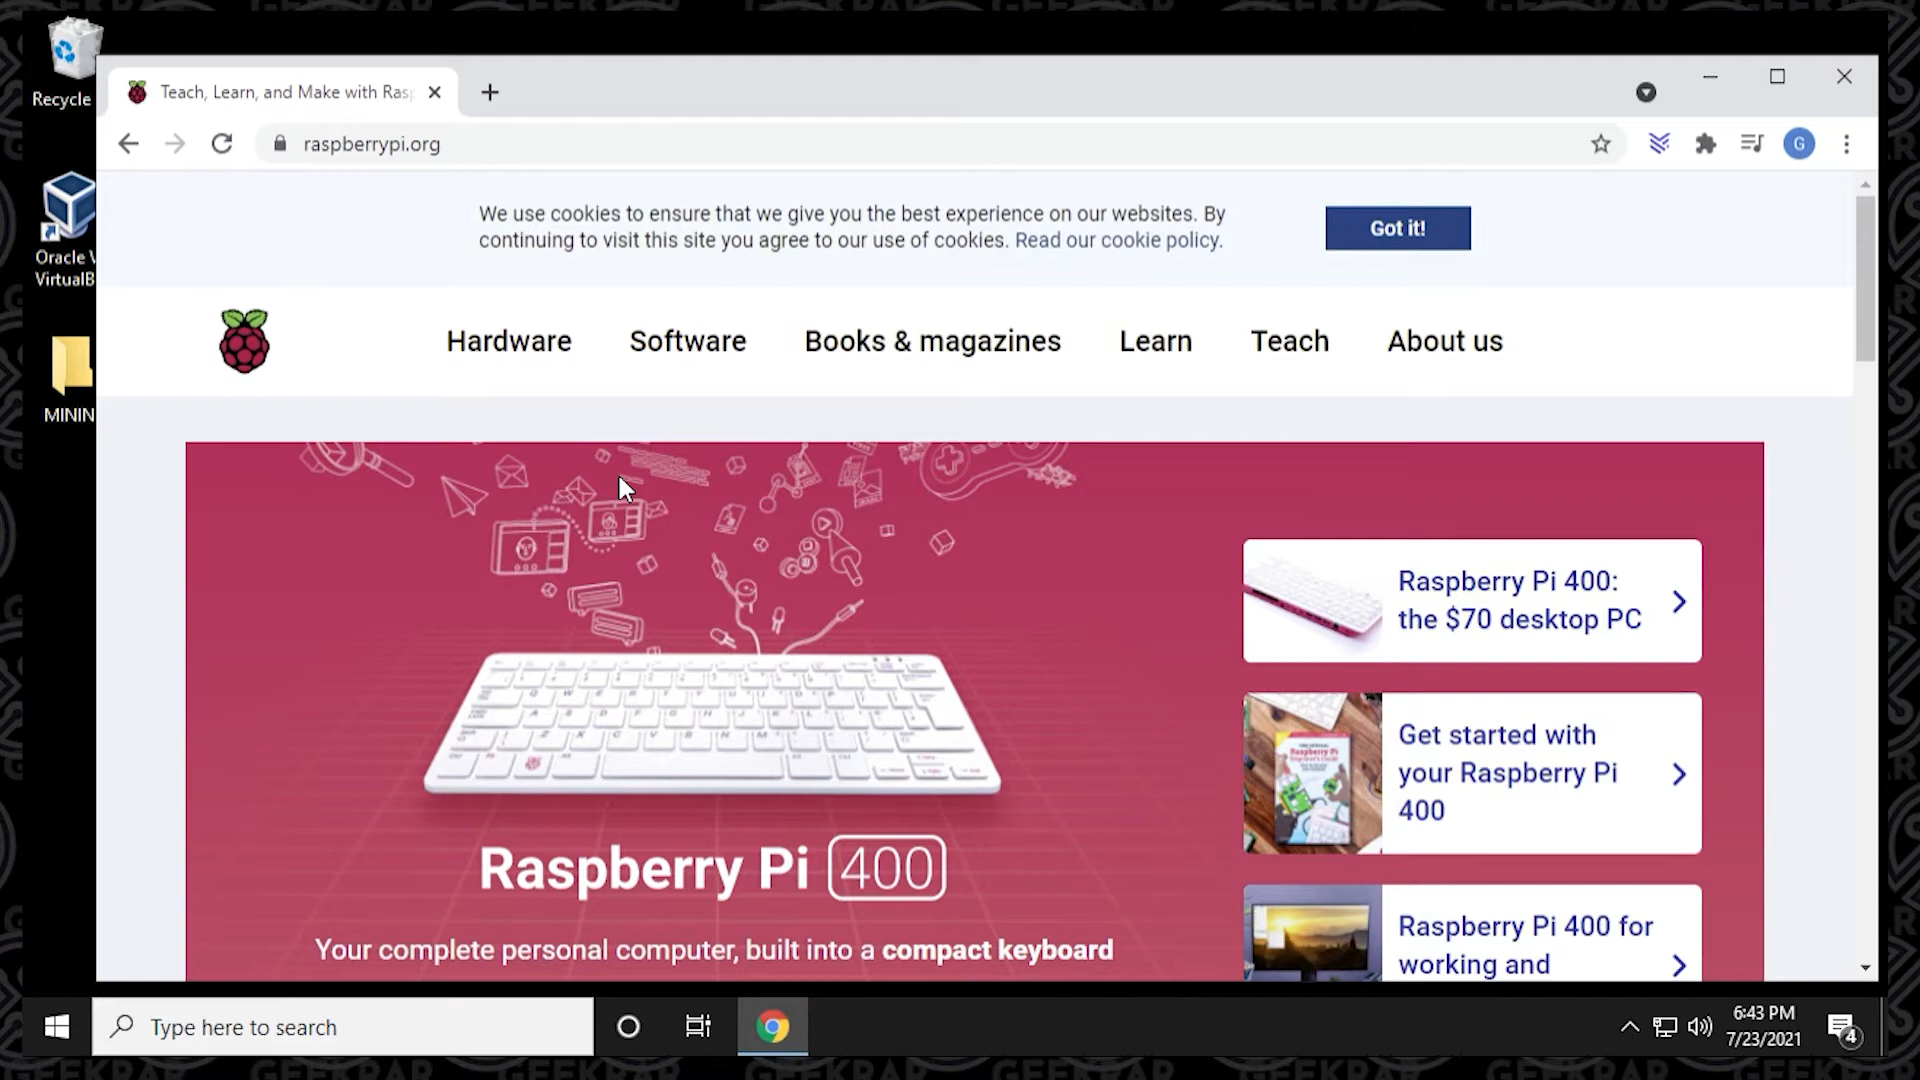 Recycle
Teach, Learn, and Make with Rasp
raspberrypi.org
Oracle V
VirtualB
MININ
We use cookies to ensure that we give you the best experience on our websites. By
continuing to visit this site you agree to our use of cookies. Read our cookie policy.
Got it!
G
Hardware
Software
Books & magazines
Learn
Teach
About us
Raspberry Pi 400:
the $70 desktop PC
Get started with
your Raspberry Pi
400
Raspberry Pi 400 for
working and
Raspberry Pi 400
Your complete personal computer, built into a compact keyboard
Type here to search
6:43 PM
7/23/2021
4